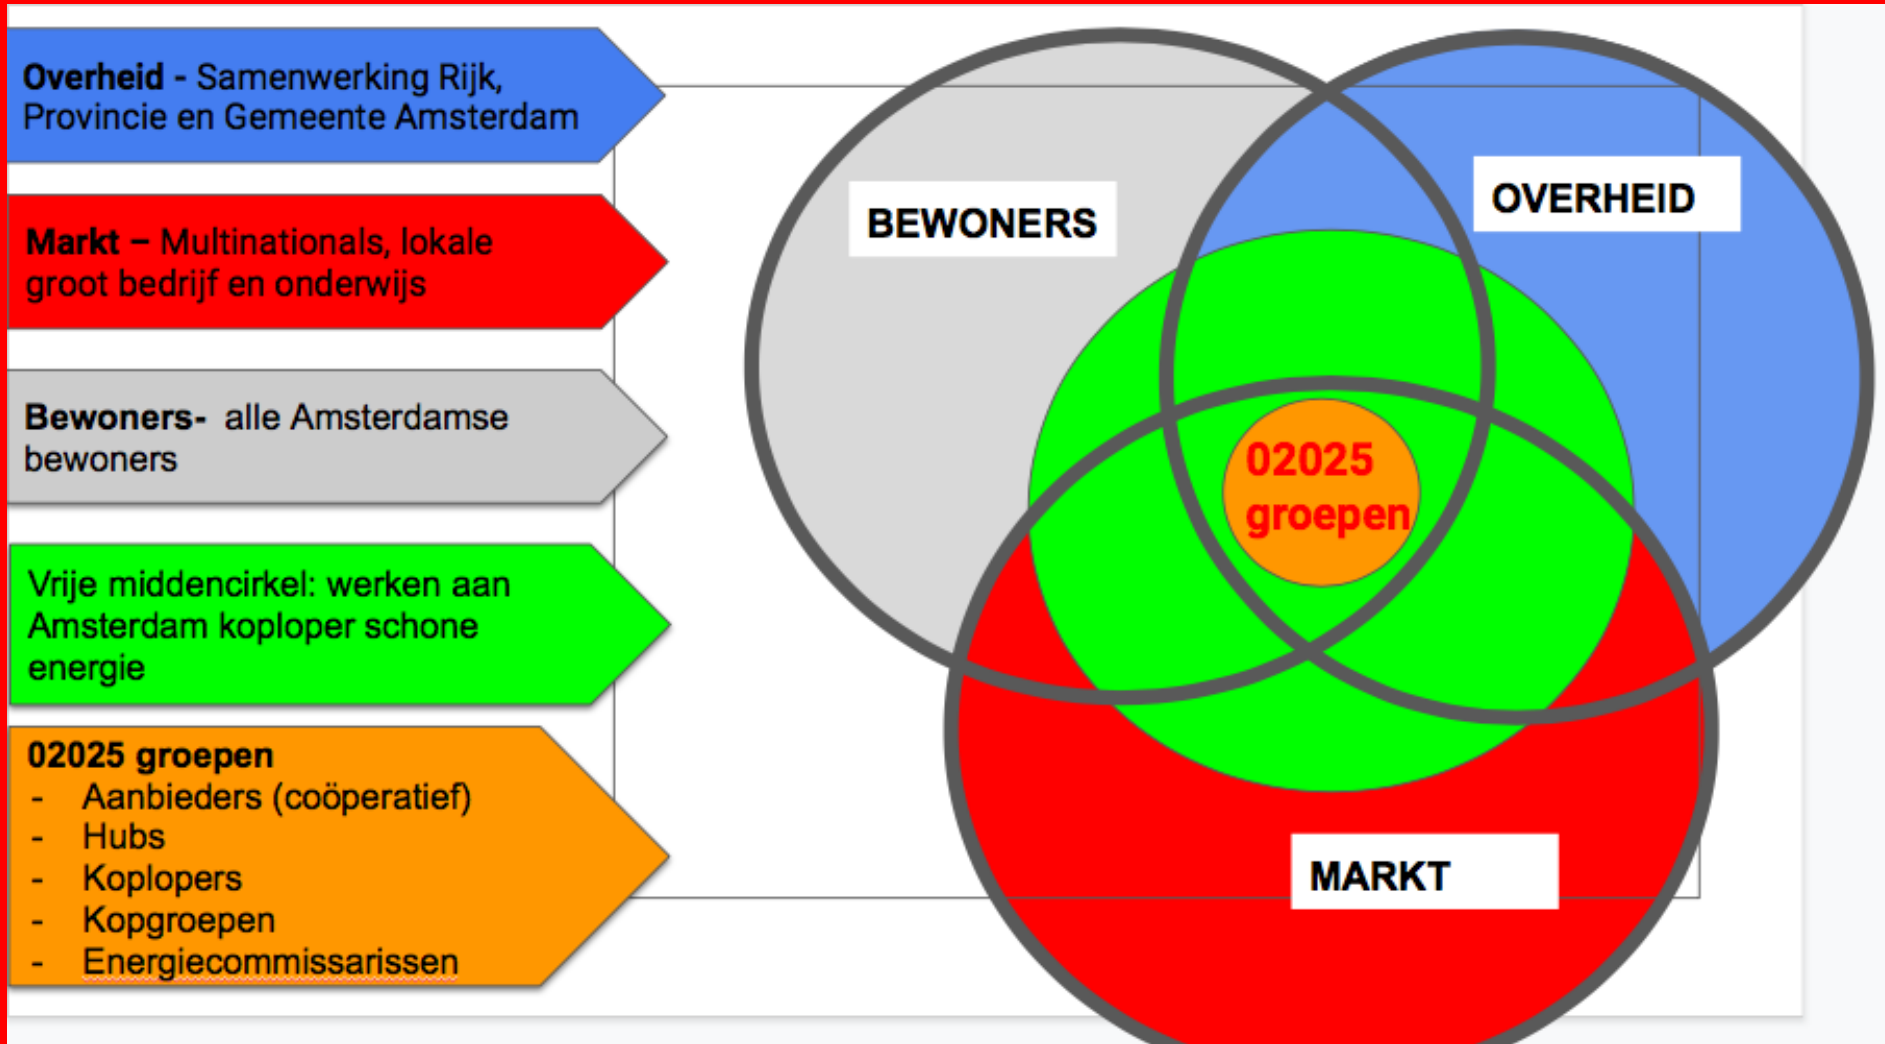 Overheid - Samenwerking Rijk,
Provincie en Gemeente Amsterdam
Markt – Multinationals, lokale
groot bedrijf en onderwijs
Bewoners-  alle Amsterdamse
bewoners
Vrije middencirkel: werken aan
Amsterdam koploper schone
energie
02025 groepen
- Aanbieders (coöperatief)
- Hubs
- Koplopers
- Kopgroepen
- Energiecommissarissen
BEWONERS
OVERHEID
02025
groepen
MARKT